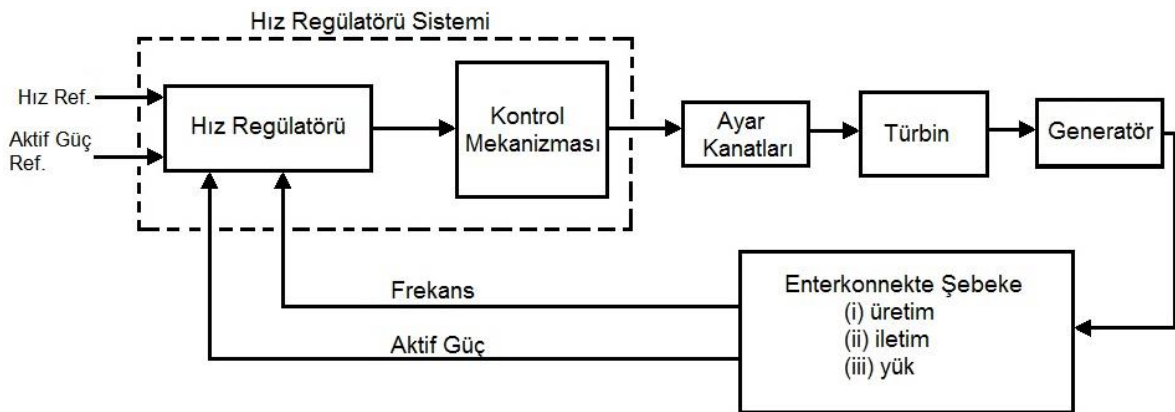 Hız Regülatörü Sistemi
Hız Ref.
Aktif Güç
Ref.
Hız Regülatörü
Kontrol
Mekanizması
Ayar
Kanatları
Türbin
Generatör
Frekans
Aktif Güç
Enterkonnekte Şebeke
(i) üretim
(ii) iletim
(iii) yük